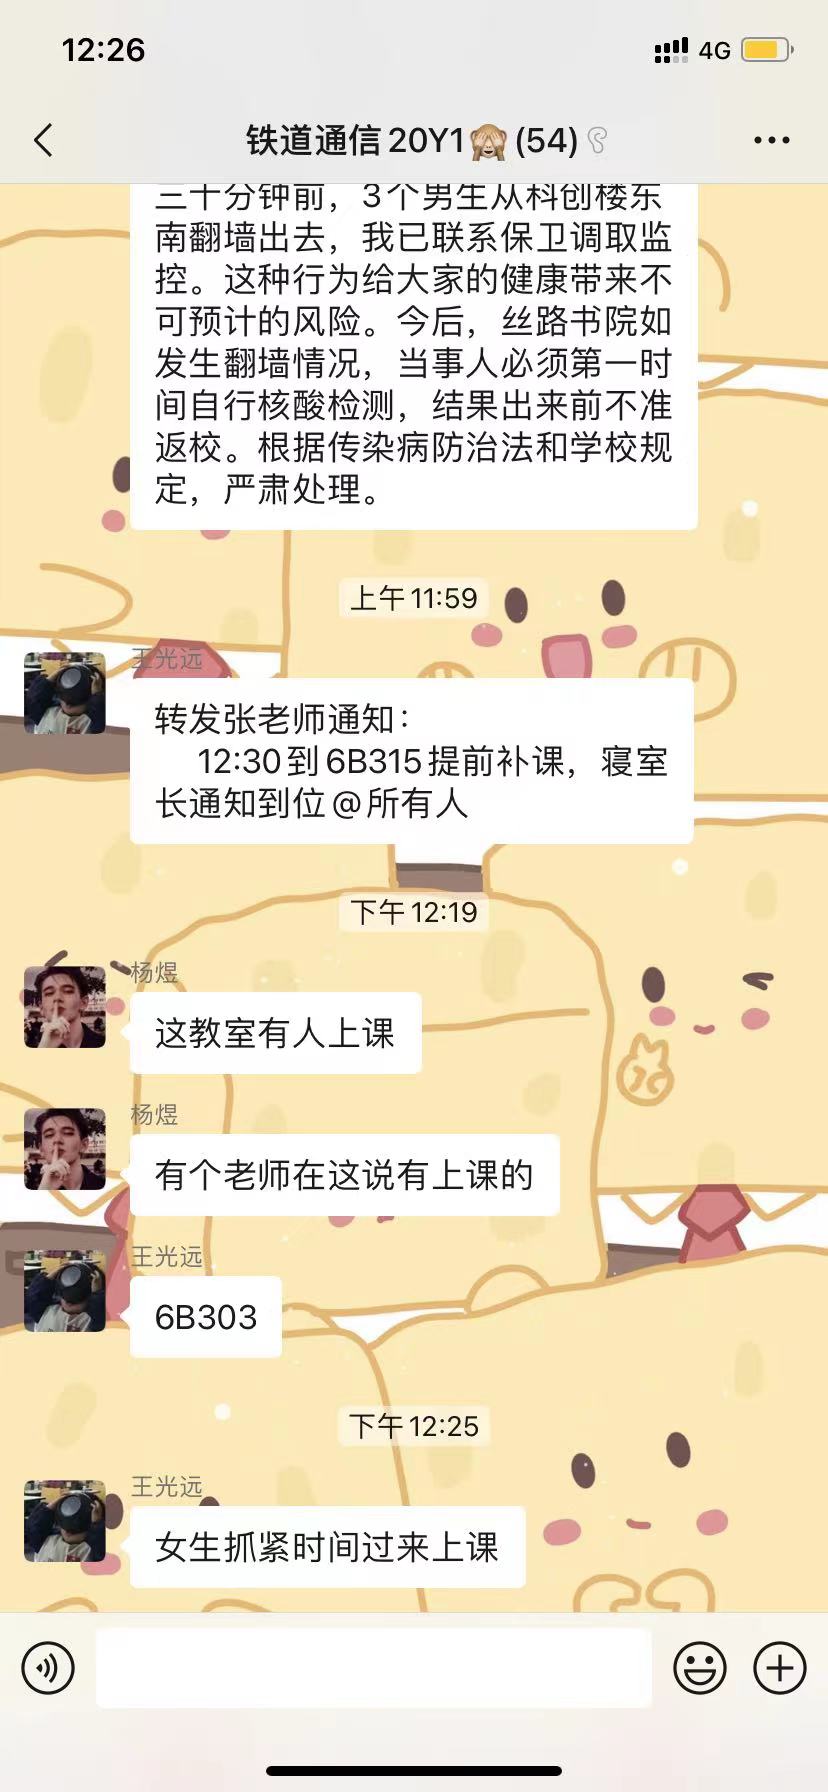 12:26
4G
铁道通信20Y1🙈(54)
三十分钟前，3个男生从科创楼东
南翻墙出去，我已联系保卫调取监
控。这种行为给大家的健康带来不
可预计的风险。今后，丝路书院如
发生翻墙情况，当事人必须第一时
间自行核酸检测，结果出来前不准
返校。根据传染病防治法和学校规
定，严肃处理。
上午11:59
王光远
转发张老师通知：
12:30到6B315提前补课，寝室
长通知到位@所有人
下午12:19
杨煜
这教室有人上课
杨煜
有个老师在这说有上课的
王光远
6B303
下午12:25
王光远
女生抓紧时间过来上课